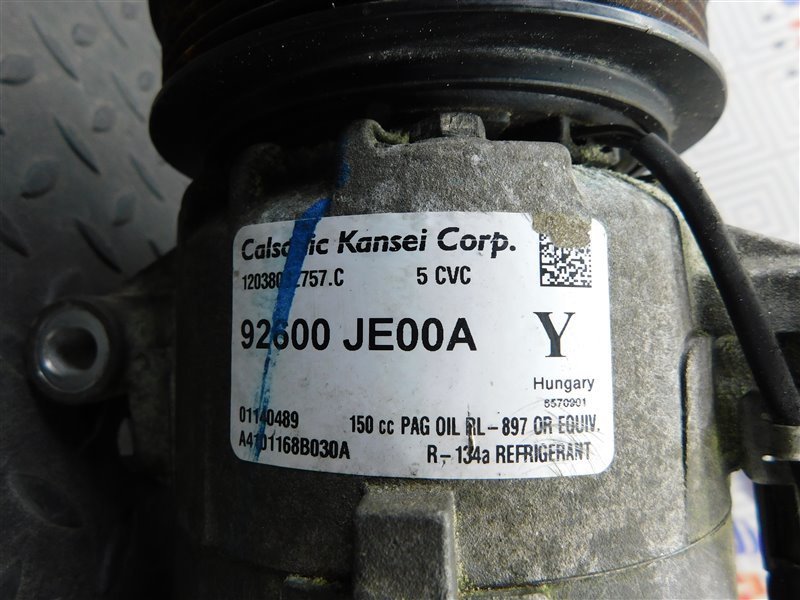 Calsonic Kansei Corp.
5 CVC
92600 JE00A Y
Hungary
01140489 150 cc PAG OIL RL-897 OR EQUIV.
A4101168B030A R-134a REFRIGERANT